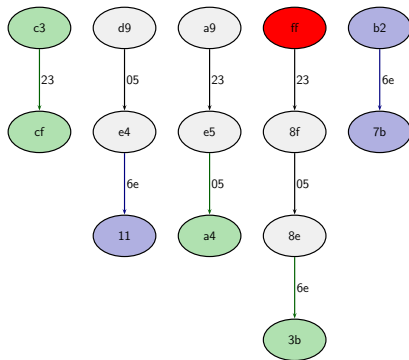 c3 d9 a9 ff b2
23 05 23 23 6e
cf e4 e5 8f 7b
6e 05 05
11 a4 8e
6e
3b